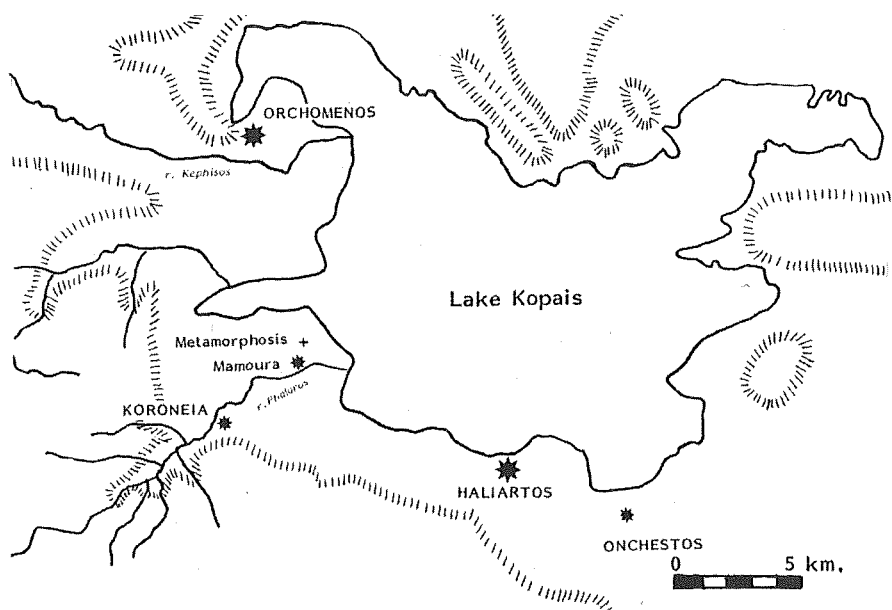 ORCHOMENOS
r. Kephisos
Lake Kopais
Metamorphosis
Mamoura
r. Phalaros
KORONEIA
HALIARTOS
ONCHESTOS
0 5 km.